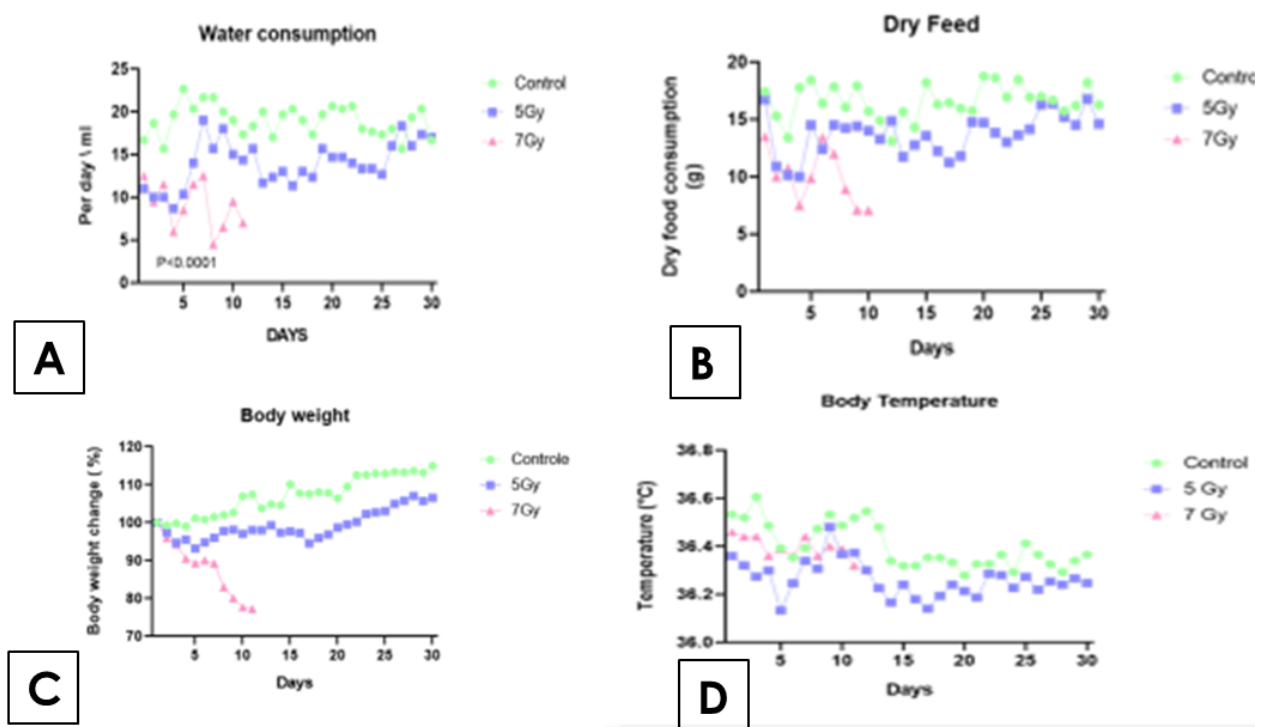 Water consumption
Per day \ ml
25
20
15
10
5
0
P<0.0001
5
10
15
20
25
30
DAYS
Control
5Gy
7Gy
A
Dry Feed
Dry food consumption
(g)
20
15
10
5
0
5
10
15
20
25
30
Days
Contro
5Gy
7Gy
B
Body weight
Body weight change ( %)
120
110
100
90
80
70
5
10
15
20
25
30
Days
Controle
5Gy
7Gy
C
Body Temperature
Temperature (°C)
36.8
36.6
36.4
36.2
36.0
5
10
15
20
25
30
Days
Control
5 Gy
7 Gy
D